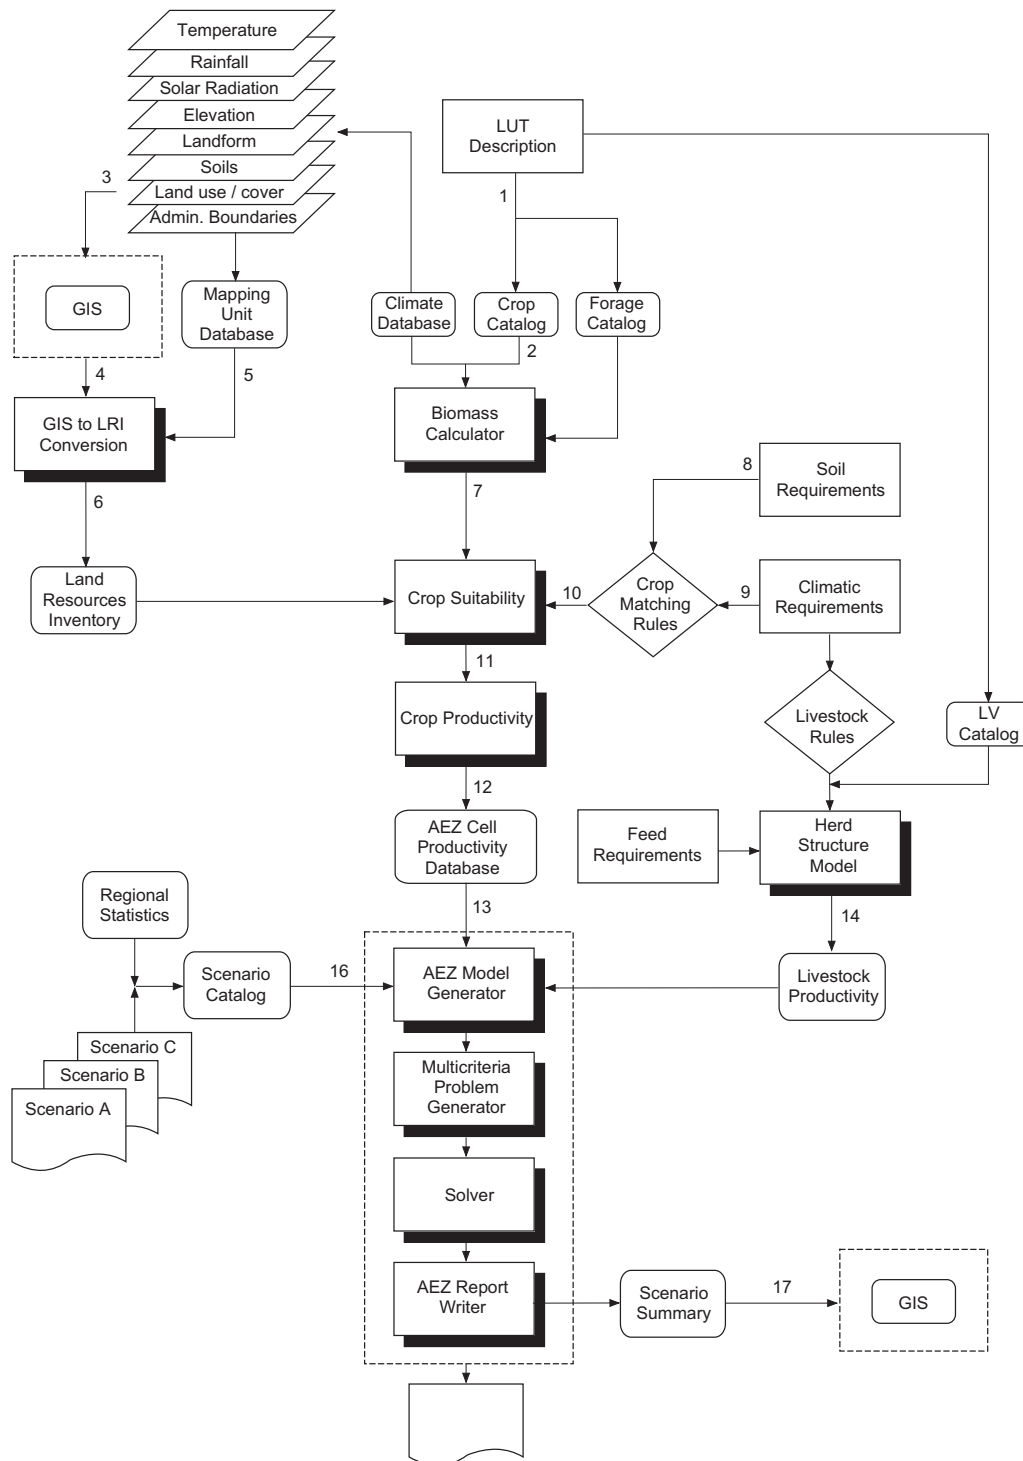 Temperature
Rainfall
Solar Radiation
Elevation
Landform
Soils
Land use / cover
Admin. Boundaries
LUT
Description
3
1
GIS
Mapping
Unit
Database
Climate
Database
Crop
Catalog
Forage
Catalog
2
4
5
GIS to LRI
Conversion
Biomass
Calculator
8
Soil
Requirements
6
7
Land
Resources
Inventory
Crop Suitability
10
Crop
Matching
Rules
9
Climatic
Requirements
11
Crop Productivity
Livestock
Rules
LV
Catalog
12
AEZ Cell
Productivity
Database
Feed
Requirements
Herd
Structure
Model
Regional
Statistics
13
14
Scenario
Catalog
16
AEZ Model
Generator
Livestock
Productivity
Scenario C
Scenario B
Scenario A
Multicriteria
Problem
Generator
Solver
AEZ Report
Writer
Scenario
Summary
17
GIS